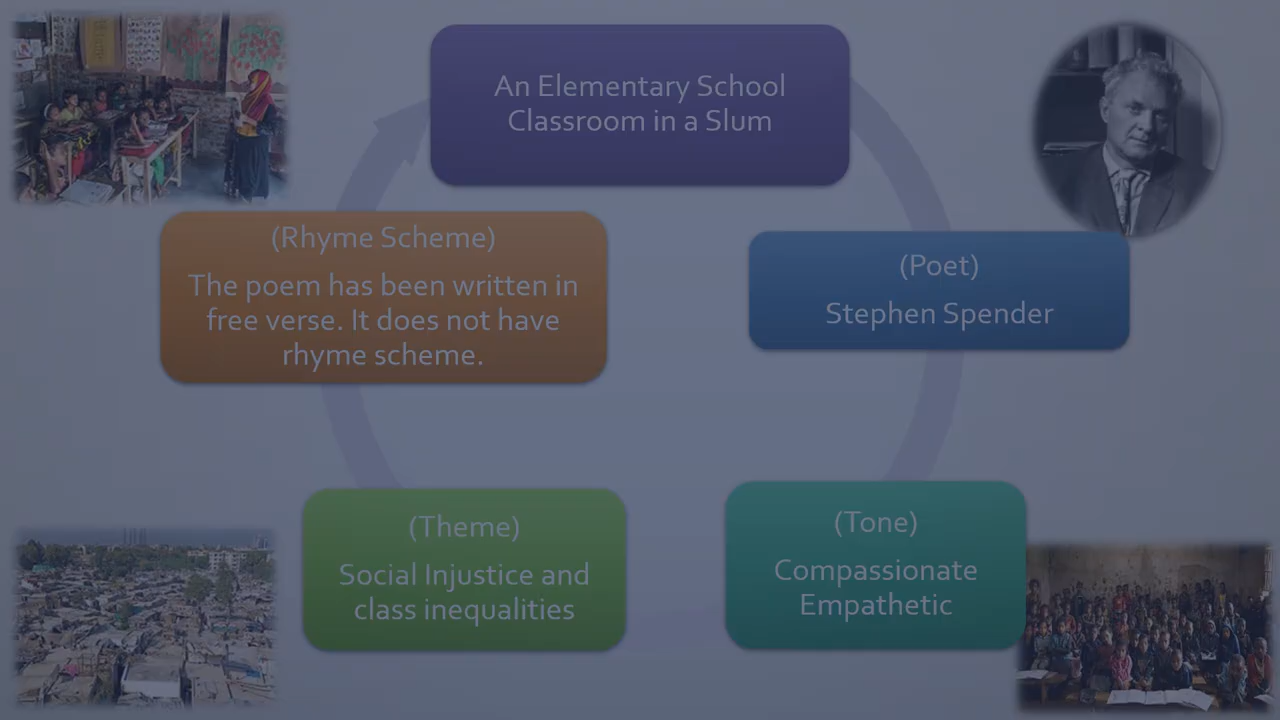 An Elementary School
Classroom in a Slum
(Poet)
Stephen Spender
(Tone)
Compassionate
Empathetic
(Theme)
Social Injustice and
class inequalities
(Rhyme Scheme)
The poem has been written in
free verse. It does not have
rhyme scheme.